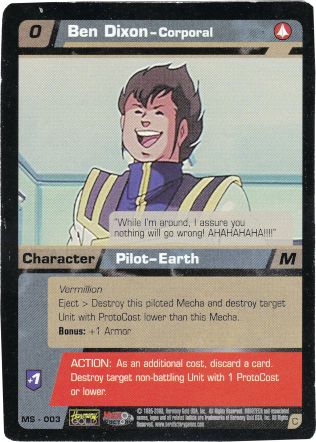 0 Ben Dixon - Corporal
"While I'm around, I assure you
nothing will go wrong! AHAHAHAHA!!!!"
Character Pilot-Earth M
Vermillion
Eject > Destroy this piloted Mecha and destroy target
Unit with ProtoCost lower than this Mecha.
Bonus: +1 Armor
+1
ACTION: As an additional cost, discard a card.
Destroy target non-battling Unit with 1 ProtoCost
or lower.
MS - 003
Harmony
GOLD
C